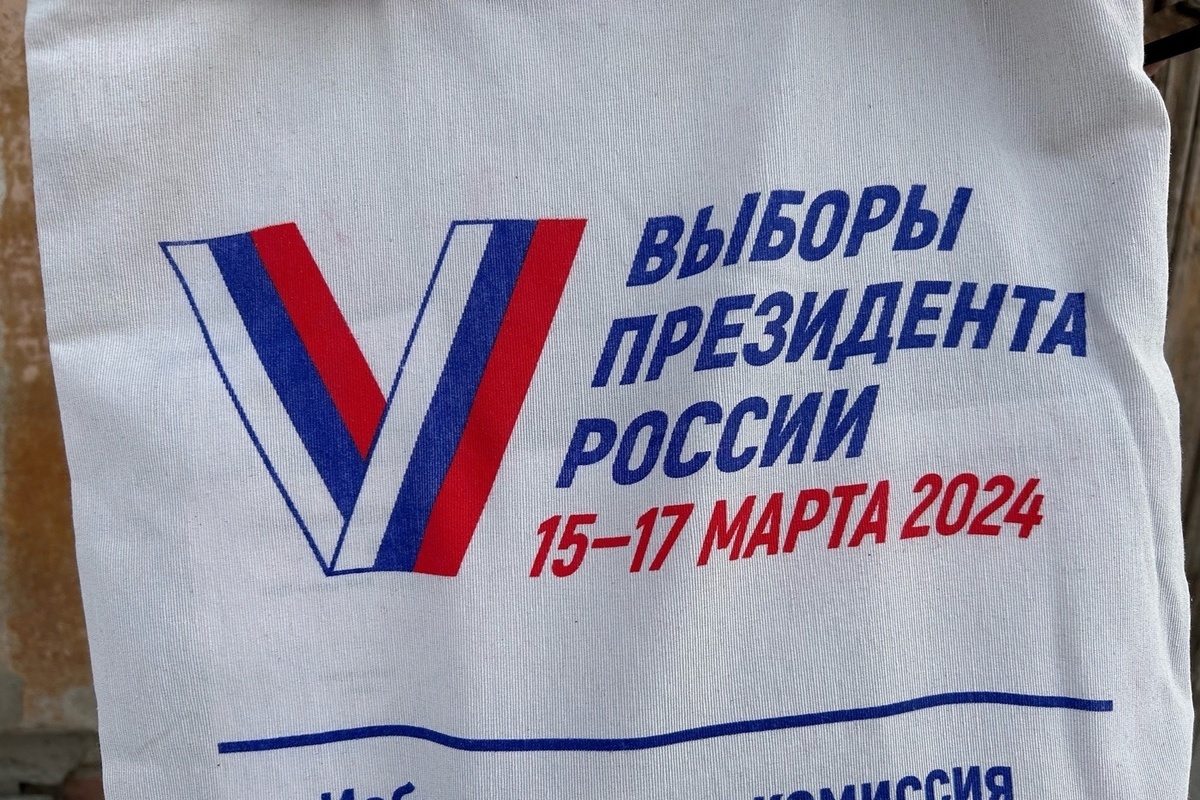 V
ВЫБОРЫ
ПРЕЗИДЕНТА
РОССИИ
15–17 МАРТА 2024
КОМИССИЯ